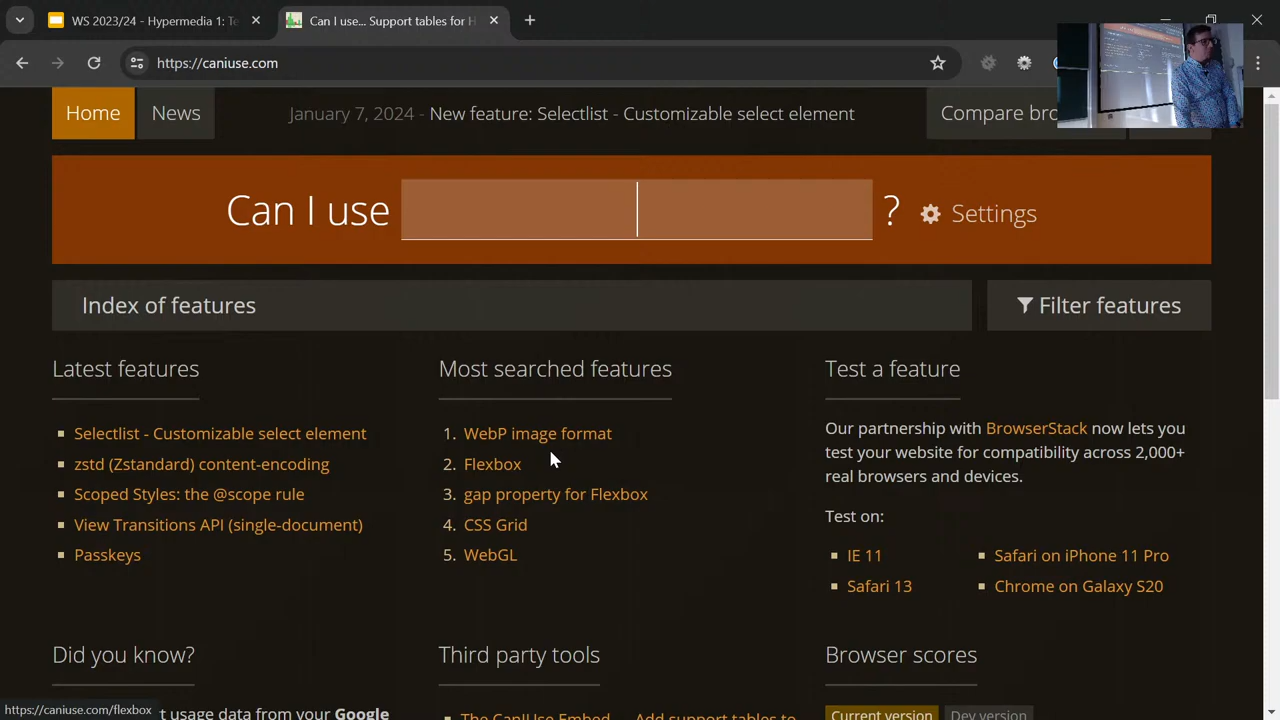 WS 2023/24 - Hypermedia 1: Te
Can I use... Support tables for H
https://caniuse.com
Home
News
January 7, 2024 - New feature: Selectlist - Customizable select element
Compare bro
Can I use
?
Settings
Index of features
Filter features
Latest features
Selectlist - Customizable select element
zstd (Zstandard) content-encoding
Scoped Styles: the @scope rule
View Transitions API (single-document)
Passkeys
Most searched features
1. WebP image format
2. Flexbox
3. gap property for Flexbox
4. CSS Grid
5. WebGL
Test a feature
Our partnership with BrowserStack now lets you
test your website for compatibility across 2,000+
real browsers and devices.
Test on:
IE 11
Safari on iPhone 11 Pro
Safari 13
Chrome on Galaxy S20
Did you know?
t usage data from your Google
Third party tools
The CanIUse Embed - Add support tables to
Browser scores
Current version
Dev version
https://caniuse.com/flexbox